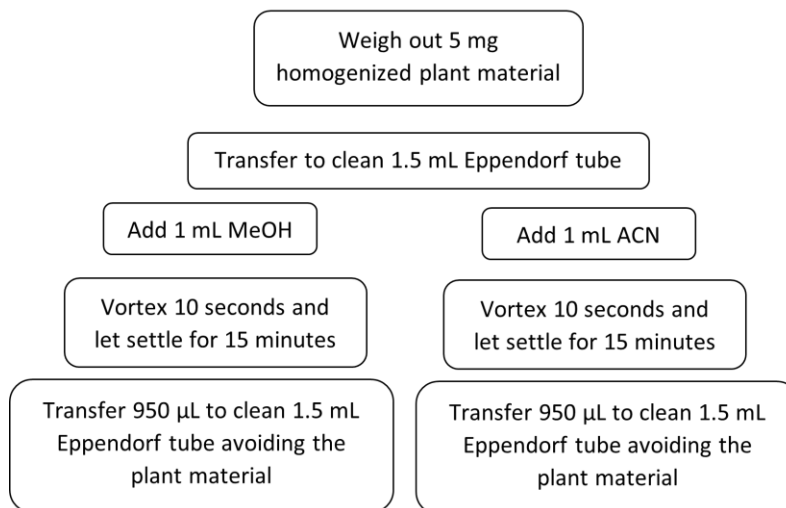 Weigh out 5 mg
homogenized plant material
Transfer to clean 1.5 mL Eppendorf tube
Add 1 mL MeOH
Vortex 10 seconds and
let settle for 15 minutes
Transfer 950 µL to clean 1.5 mL
Eppendorf tube avoiding the
plant material
Add 1 mL ACN
Vortex 10 seconds and
let settle for 15 minutes
Transfer 950 µL to clean 1.5 mL
Eppendorf tube avoiding the
plant material